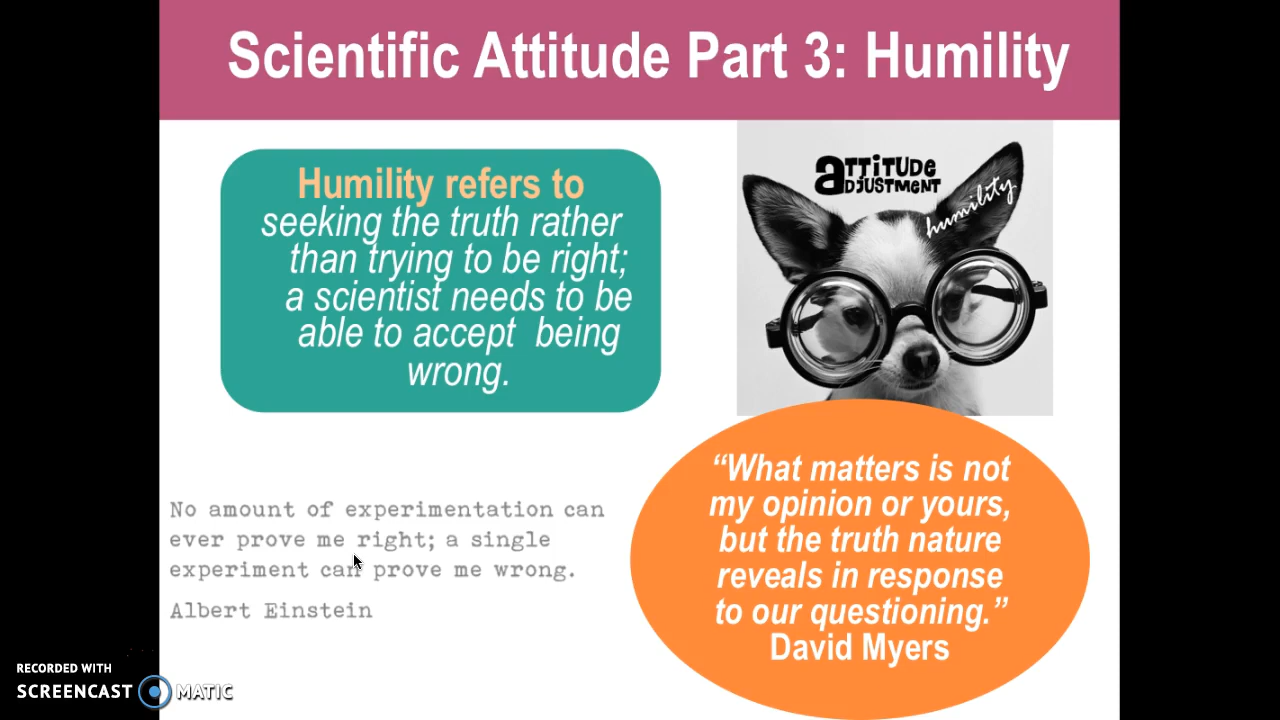 Scientific Attitude Part 3: Humility
Humility refers to
seeking the truth rather
than trying to be right;
a scientist needs to be
able to accept being
wrong.
aTTiTUDe
aDJUSTMENT
humility
No amount of experimentation can
ever prove me right; a single
experiment can prove me wrong.
Albert Einstein
“What matters is not
my opinion or yours,
but the truth nature
reveals in response
to our questioning.”
David Myers
RECORDED WITH
SCREENCAST MATIC